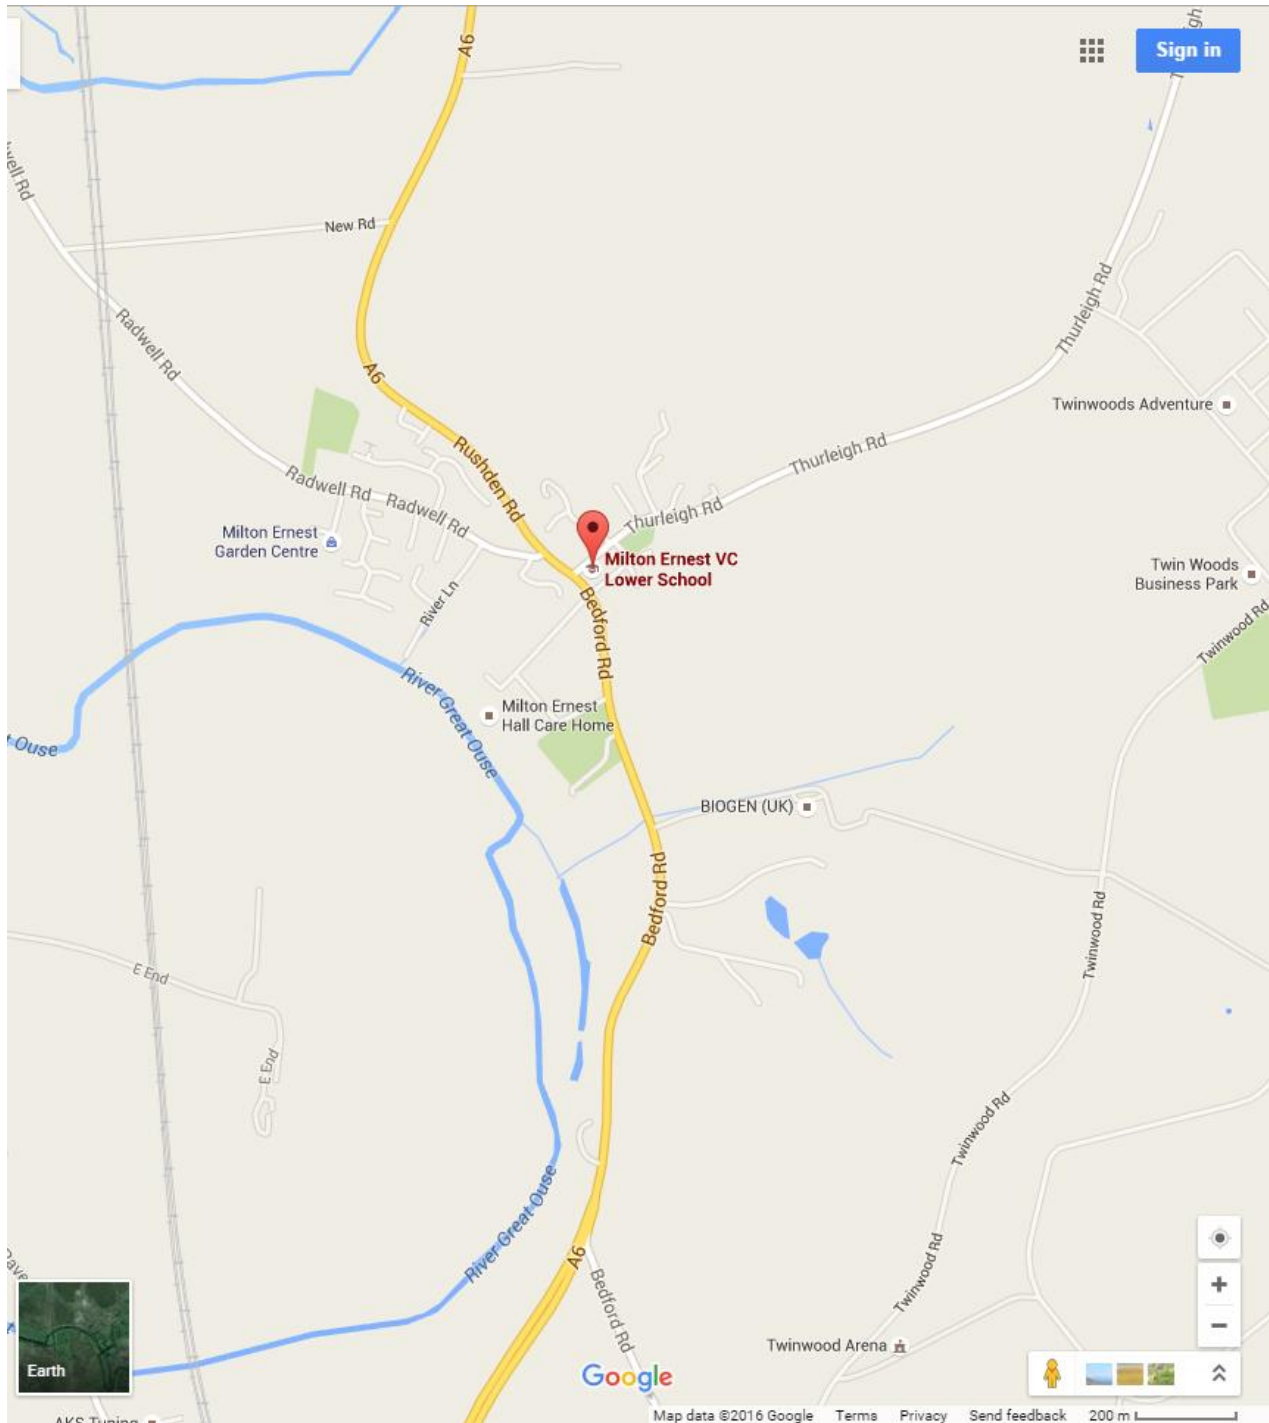 A6
Sign in
New Rd
Radwell Rd
A6
Thurleigh Rd
Twinwoods Adventure
Rushden Rd
Thurleigh Rd
Radwell Rd
Radwell Rd
Thurleigh Rd
Milton Ernest
Garden Centre
Milton Ernest VC
Lower School
Twin Woods
Business Park
River Ln
Bedford Rd
Twinwood Rd
River Great Ouse
Milton Ernest
Hall Care Home
Ouse
BIOGEN (UK)
Bedford Rd
Twinwood Rd
E End
E End
Twinwood Rd
River Great Ouse
A6
Bedford Rd
Twinwood Rd
Twinwood Arena
Earth
Google
Map data ©2016 Google Terms Privacy Send feedback 200 m